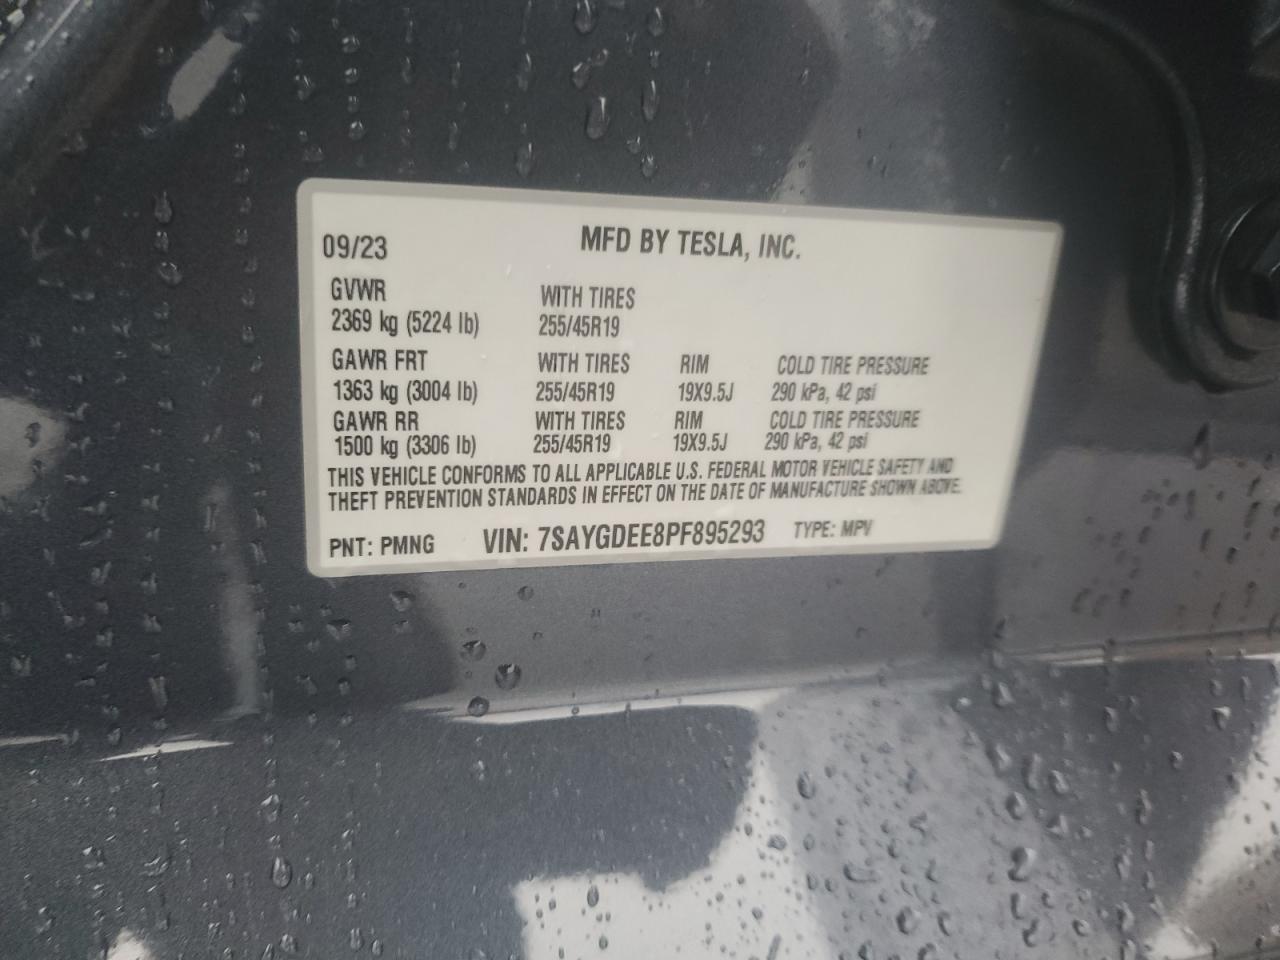 09/23 MFD BY TESLA, INC.
GVWR WITH TIRES
2369 kg (5224 lb) 255/45R19
GAWR FRT WITH TIRES RIM COLD TIRE PRESSURE
1363 kg (3004 lb) 255/45R19 19X9.5J 290 kPa, 42 psi
GAWR RR WITH TIRES RIM COLD TIRE PRESSURE
1500 kg (3306 lb) 255/45R19 19X9.5J 290 kPa, 42 psi
THIS VEHICLE CONFORMS TO ALL APPLICABLE U.S. FEDERAL MOTOR VEHICLE SAFETY AND
THEFT PREVENTION STANDARDS IN EFFECT ON THE DATE OF MANUFACTURE SHOWN ABOVE.
PNT: PMNG VIN: 7SAYGDEE8PF895293 TYPE: MPV